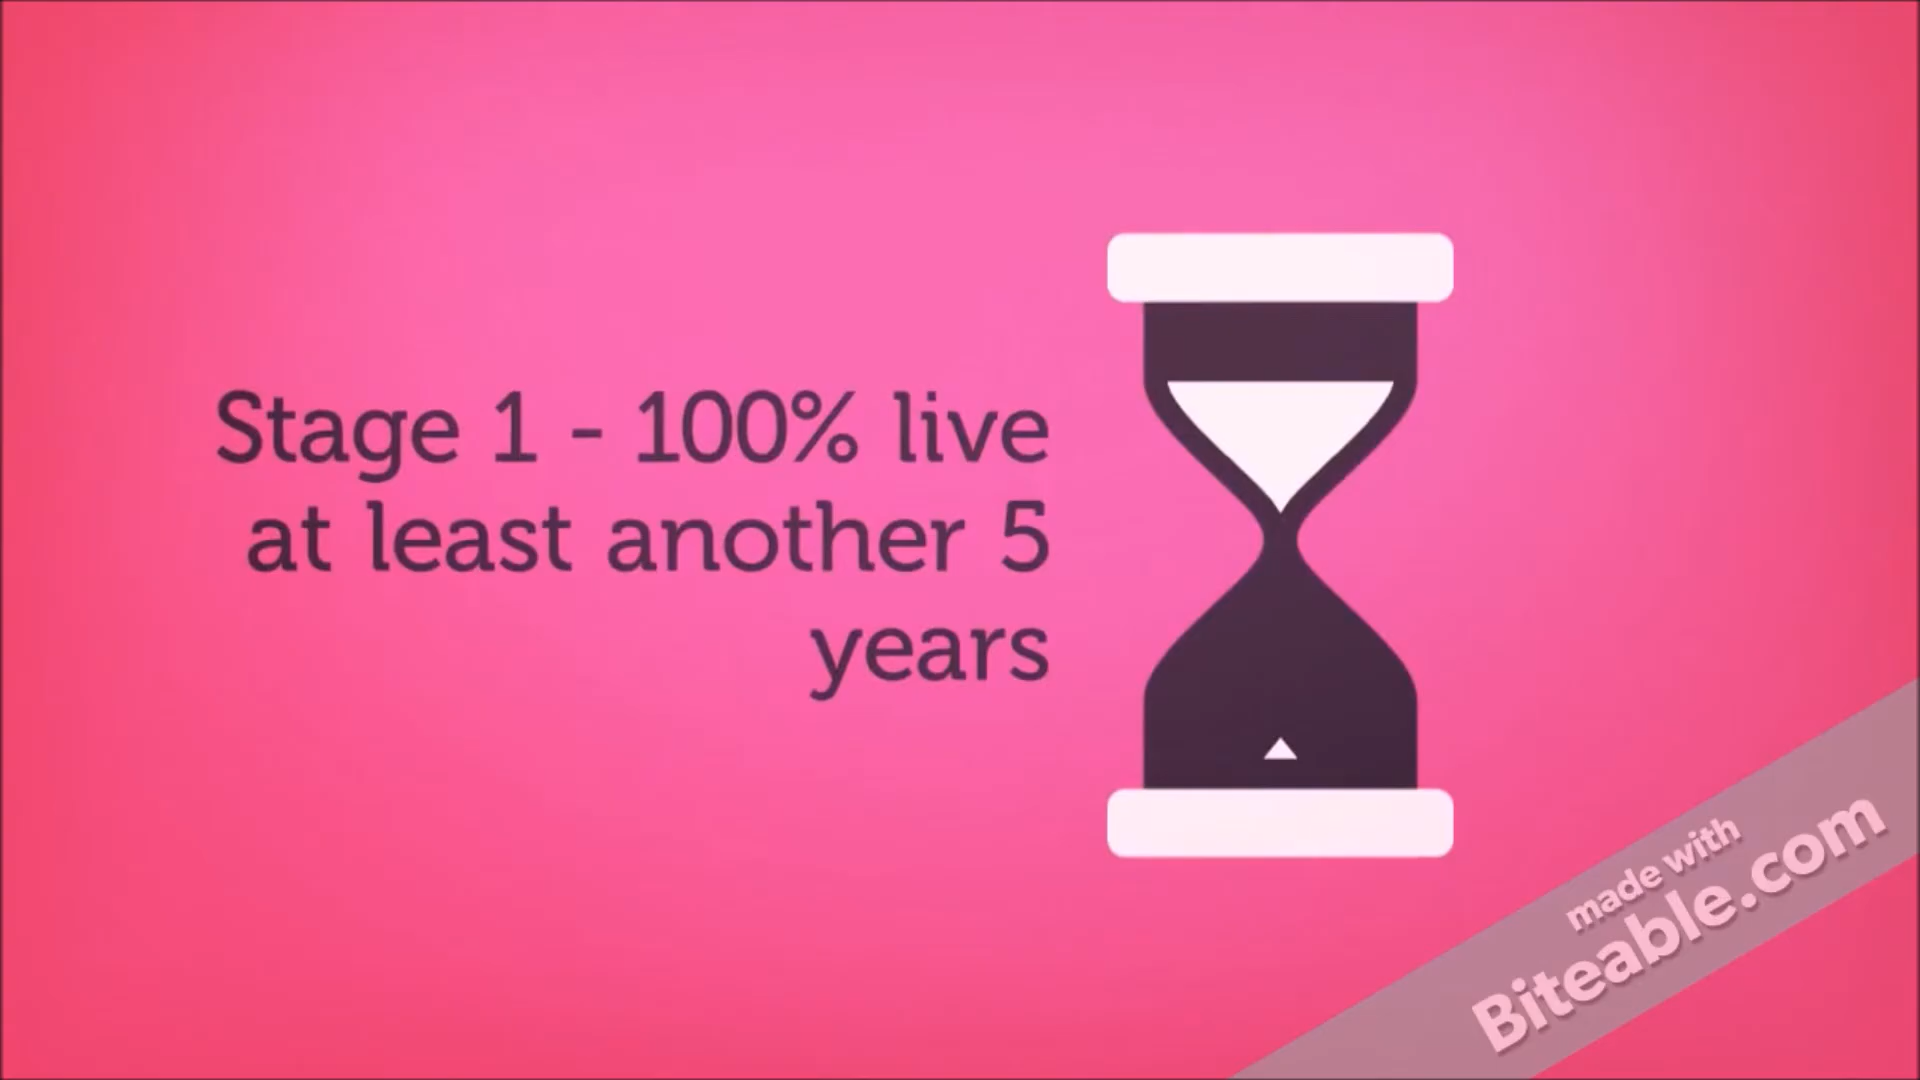 Stage 1 - 100% live
at least another 5
years
made with
Biteable.com